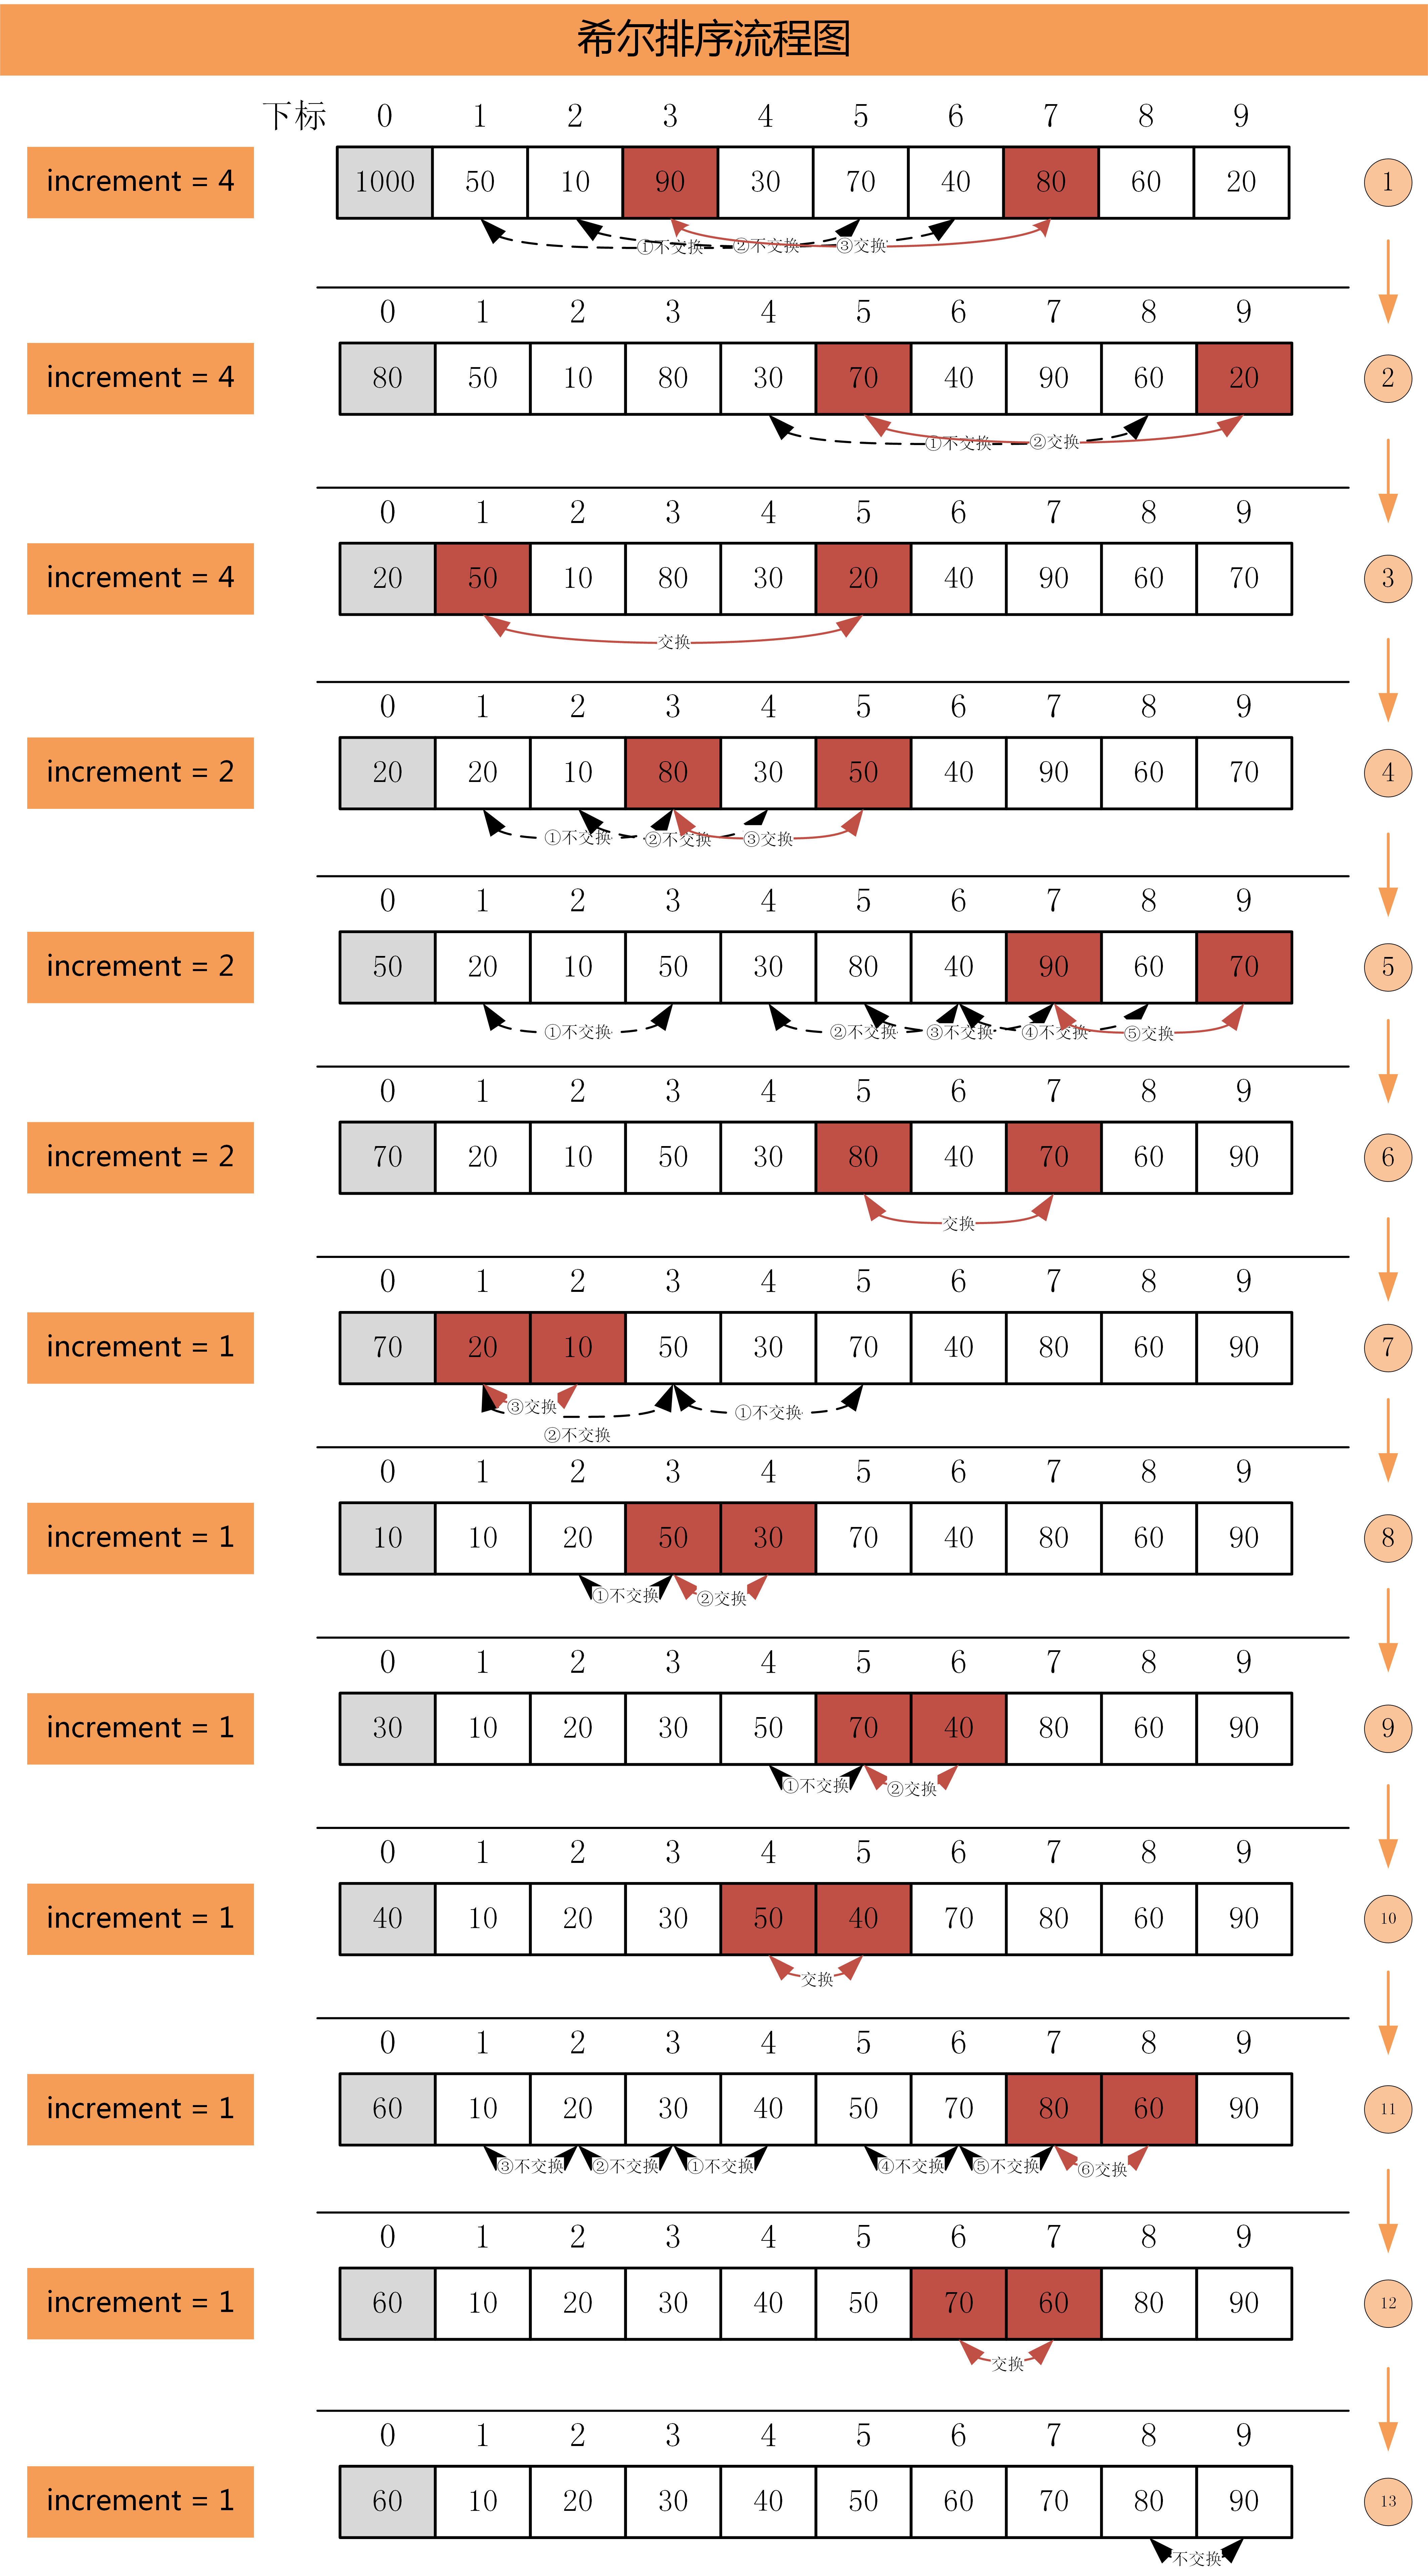 希尔排序流程图
下标 0 1 2 3 4 5 6 7 8 9
increment = 4 1000 50 10 90 30 70 40 80 60 20 1
①不交换 ②不交换 ③交换
0 1 2 3 4 5 6 7 8 9
increment = 4 80 50 10 80 30 70 40 90 60 20 2
①不交换 ②交换
0 1 2 3 4 5 6 7 8 9
increment = 4 20 50 10 80 30 20 40 90 60 70 3
交换
0 1 2 3 4 5 6 7 8 9
increment = 2 20 20 10 80 30 50 40 90 60 70 4
①不交换 ②不交换 ③交换
0 1 2 3 4 5 6 7 8 9
increment = 2 50 20 10 50 30 80 40 90 60 70 5
①不交换 ②不交换 ③不交换 ④不交换 ⑤交换
0 1 2 3 4 5 6 7 8 9
increment = 2 70 20 10 50 30 80 40 70 60 90 6
交换
0 1 2 3 4 5 6 7 8 9
increment = 1 70 20 10 50 30 70 40 80 60 90 7
③交换 ①不交换
②不交换
0 1 2 3 4 5 6 7 8 9
increment = 1 10 10 20 50 30 70 40 80 60 90 8
①不交换 ②交换
0 1 2 3 4 5 6 7 8 9
increment = 1 30 10 20 30 50 70 40 80 60 90 9
①不交换 ②交换
0 1 2 3 4 5 6 7 8 9
increment = 1 40 10 20 30 50 40 70 80 60 90 10
交换
0 1 2 3 4 5 6 7 8 9
increment = 1 60 10 20 30 40 50 70 80 60 90 11
③不交换 ②不交换 ①不交换 ④不交换 ⑤不交换 ⑥交换
0 1 2 3 4 5 6 7 8 9
increment = 1 60 10 20 30 40 50 70 60 80 90 12
交换
0 1 2 3 4 5 6 7 8 9
increment = 1 60 10 20 30 40 50 60 70 80 90 13
不交换